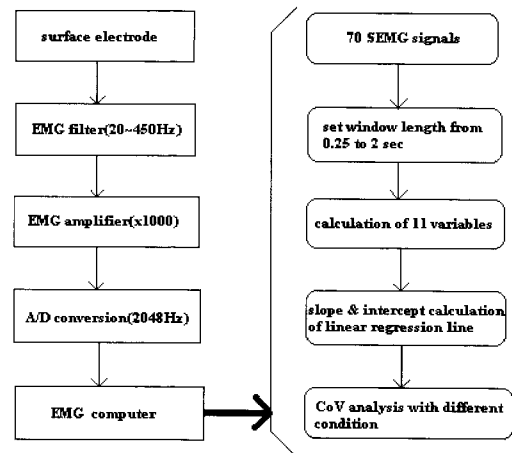 surface electrode
EMG filter(20~450Hz)
EMG amplifier(x1000)
A/D conversion(2048Hz)
EMG computer
70 SEMG signals
set window length from
0.25 to 2 sec
calculation of 11 variables
slope & intercept calculation
of linear regression line
CoV analysis with different
condition